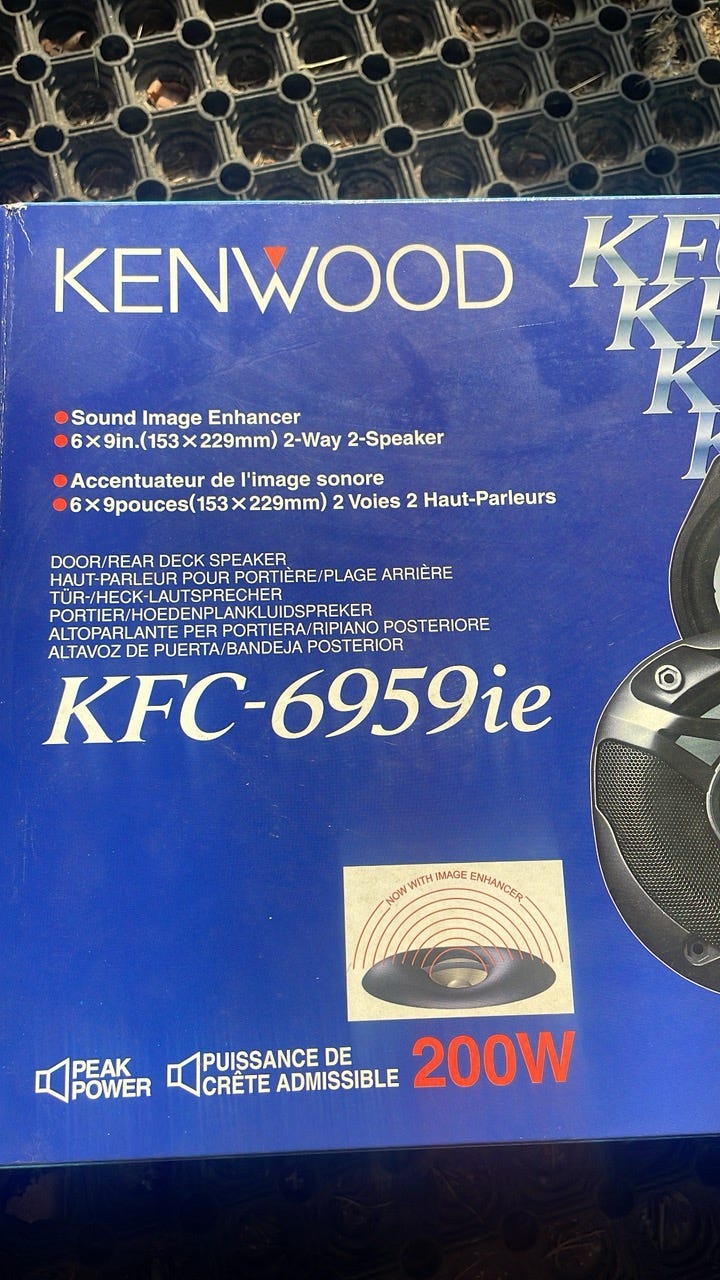 KENWOOD
Sound Image Enhancer
6×9in.(153×229mm) 2-Way 2-Speaker
Accentuateur de l'image sonore
6×9pouces(153×229mm) 2 Voies 2 Haut-Parleurs
DOOR/REAR DECK SPEAKER
HAUT-PARLEUR POUR PORTIÈRE/PLAGE ARRIÈRE
TÜR-/HECK-LAUTSPRECHER
PORTIER/HOEDENPLANKLUIDSPREKER
ALTOPARLANTE PER PORTIERA/RIPIANO POSTERIORE
ALTAVOZ DE PUERTA/BANDEJA POSTERIOR
KFC-6959ie
NOW WITH IMAGE ENHANCER
PEAK
POWER
PUISSANCE DE
CRÊTE ADMISSIBLE
200W